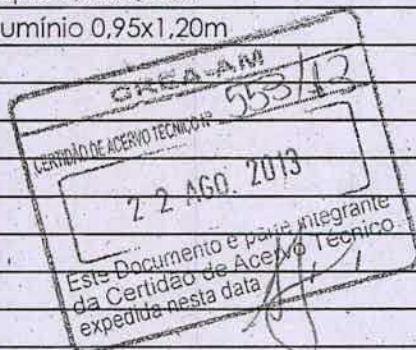 umínio 0,95x1,20m
CREA-AM
CERTIDÃO DE ACERVO TECNICO Nº 553/13
22 AGO. 2013
Este Documento é parte integrante
da Certidão de Acervo Técnico
expedida nesta data